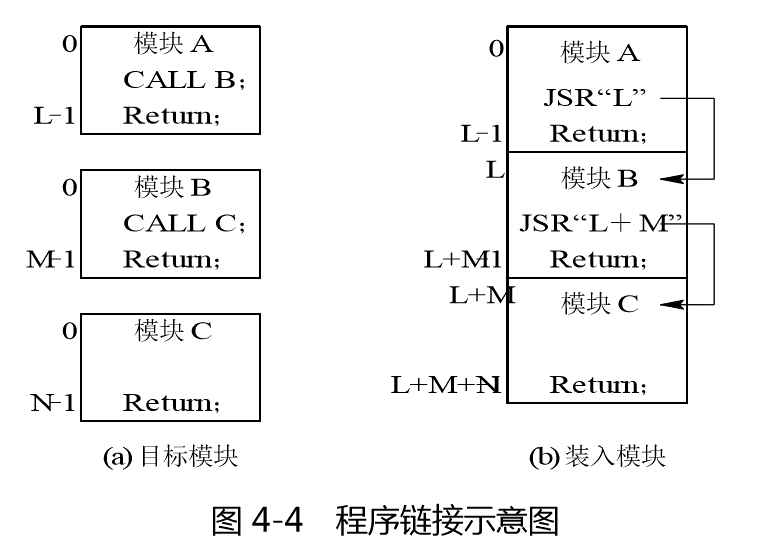 0
模块 A
CALL B;
L-1
Return;
0
模块 B
CALL C;
M-1
Return;
0
模块 C
N-1
Return;
(a) 目标模块
0
模块 A
JSR“L”
L-1
Return;
L
模块 B
JSR“L+M”
L+M-1
Return;
L+M
模块 C
L+M+N-1
Return;
(b) 装入模块
图 4-4 程序链接示意图